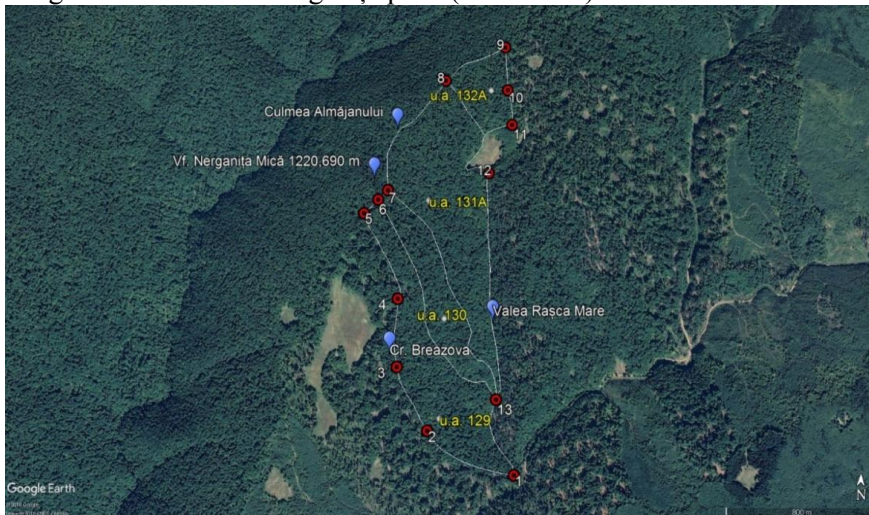 9
8
u.a. 132A
10
Culmea Almăjanului
11
Vf. Nerganița Mică 1220,690 m
12
7
6
u.a. 131A
5
4
u.a. 130
Valea Rașca Mare
Cr. Breazova
3
13
u.a. 129
2
1
Google Earth
N
800 m